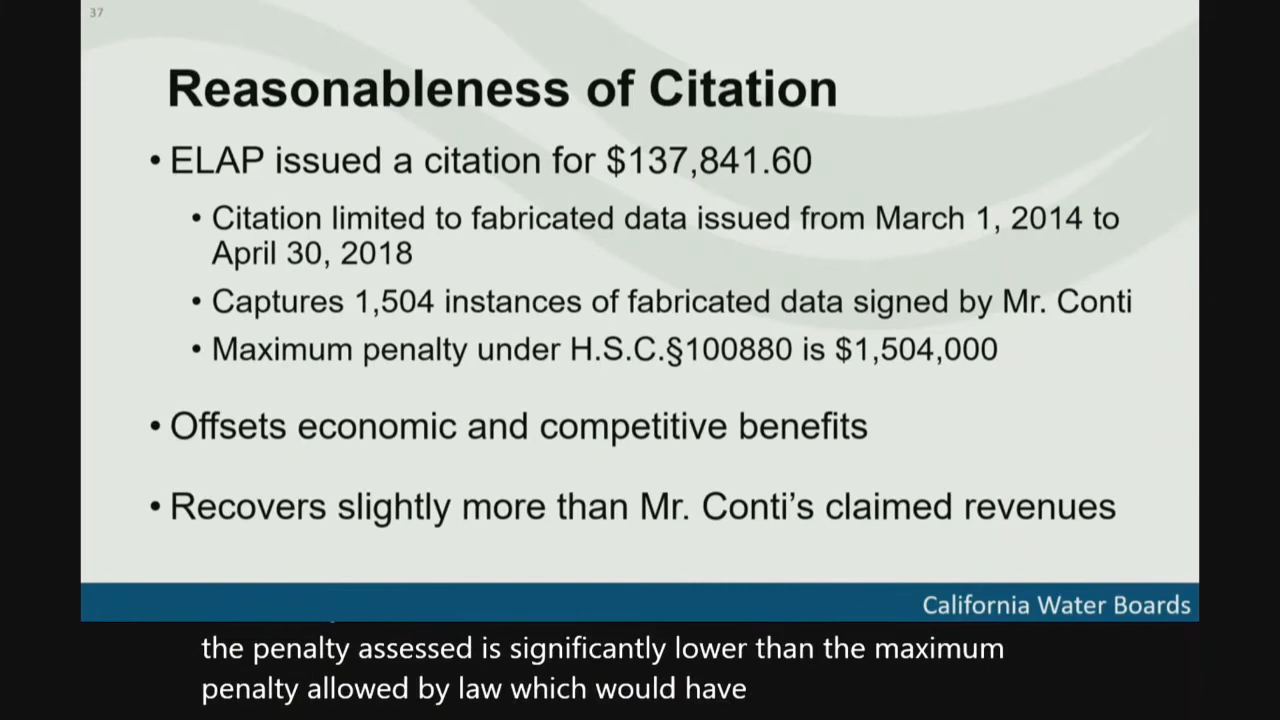 37
Reasonableness of Citation
• ELAP issued a citation for $137,841.60
• Citation limited to fabricated data issued from March 1, 2014 to
April 30, 2018
• Captures 1,504 instances of fabricated data signed by Mr. Conti
• Maximum penalty under H.S.C.§100880 is $1,504,000
• Offsets economic and competitive benefits
• Recovers slightly more than Mr. Conti’s claimed revenues
California Water Boards
the penalty assessed is significantly lower than the maximum
penalty allowed by law which would have